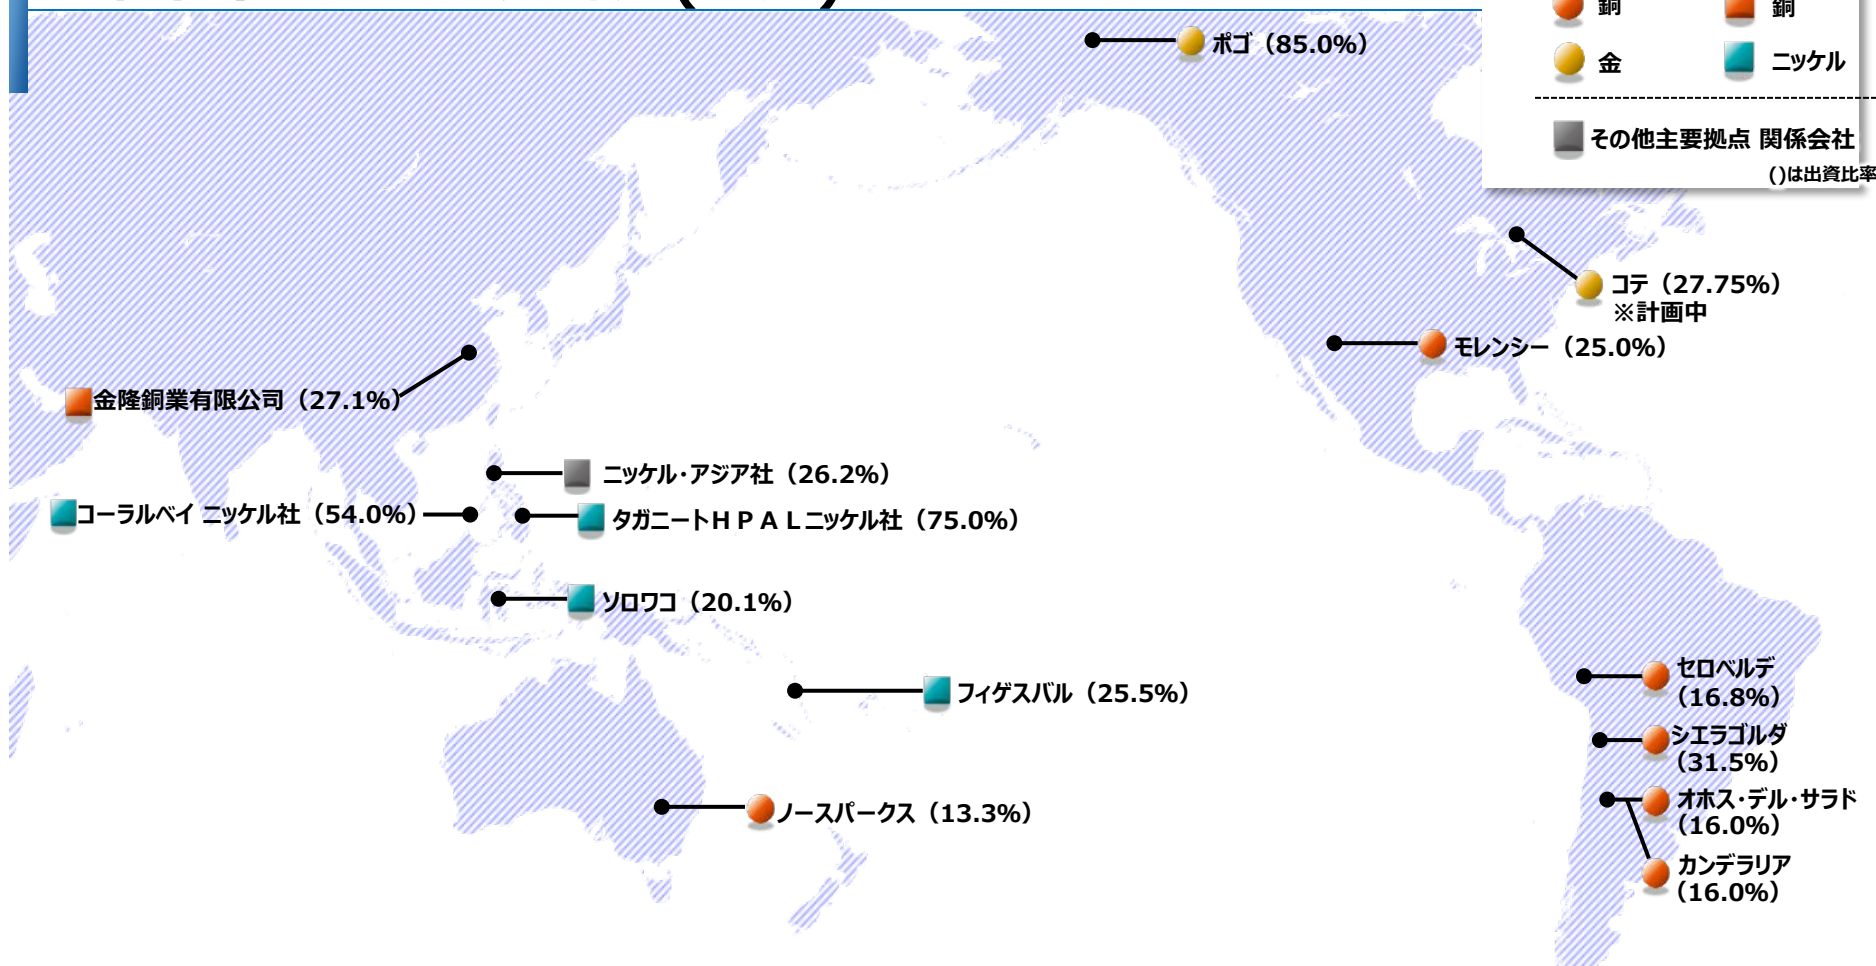 銅
銅
金
ニッケル
その他主要拠点 関係会社
()は出資比率
ポゴ（85.0%）
コテ（27.75%）
※計画中
モレンシー（25.0%）
金隆銅業有限公司（27.1%）
ニッケル・アジア社（26.2%）
コーラルベイ ニッケル社（54.0%）
タガニートＨＰＡＬニッケル社（75.0%）
ソロワコ（20.1%）
フィゲスバル（25.5%）
ノースパークス（13.3%）
セロベルデ
（16.8%）
シエラゴルダ
（31.5%）
オホス・デル・サラド
（16.0%）
カンデラリア
（16.0%）